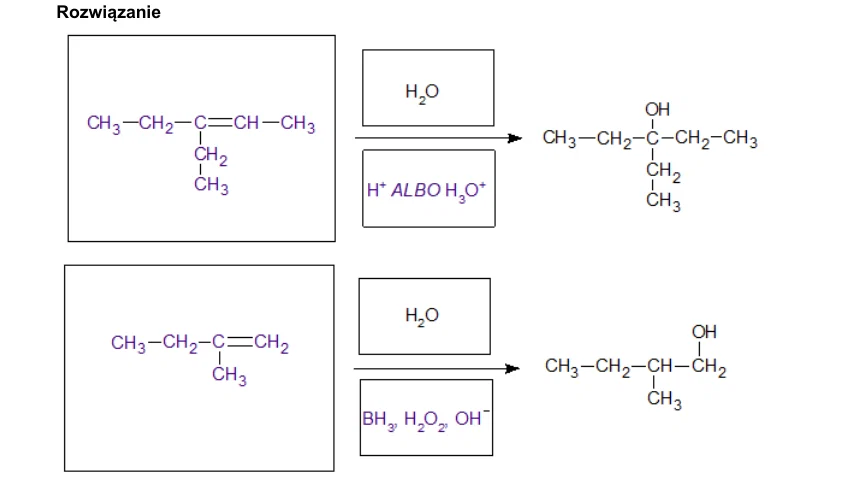 Rozwiązanie
H₂O
OH
CH₃—CH₂—C═CH—CH₃
CH₃—CH₂—C—CH₂—CH₃
CH₂
CH₂
CH₃
H⁺ ALBO H₃O⁺
CH₃
H₂O
OH
CH₃—CH₂—C═CH₂
CH₃—CH₂—CH—CH₂
CH₃
CH₃
BH₃, H₂O₂, OH⁻